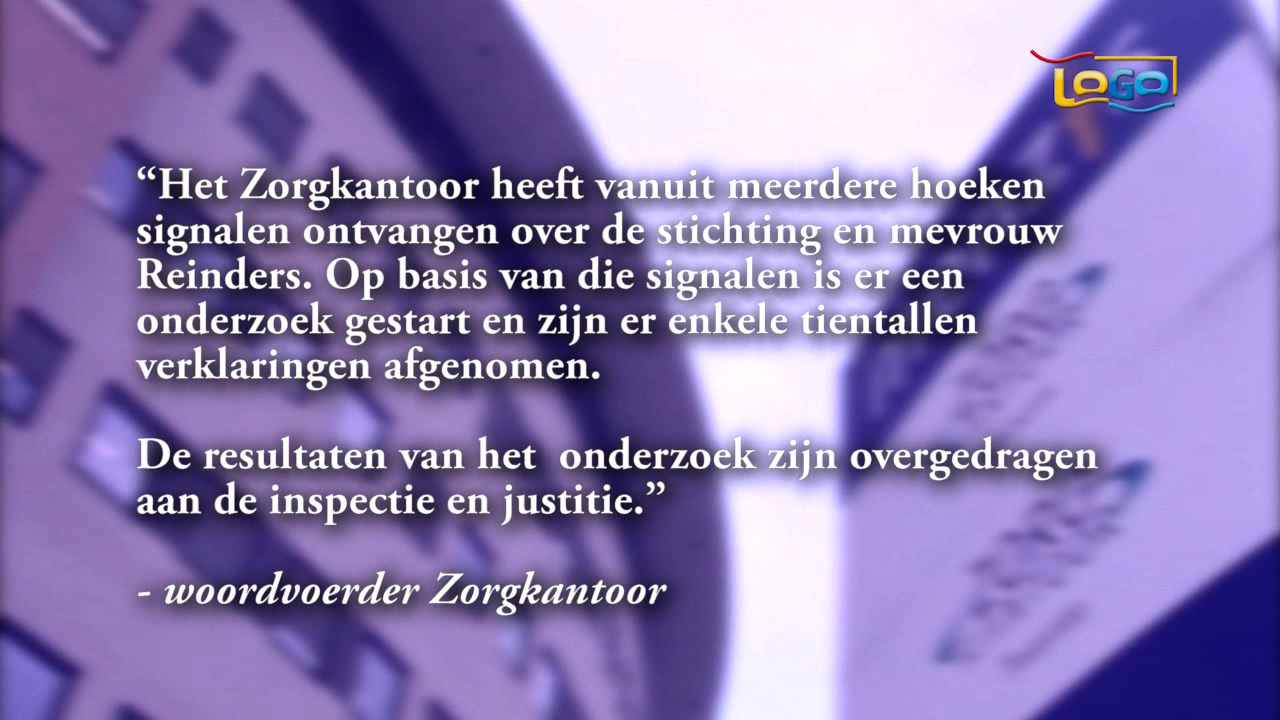 LOGO
“Het Zorgkantoor heeft vanuit meerdere hoeken
signalen ontvangen over de stichting en mevrouw
Reinders. Op basis van die signalen is er een
onderzoek gestart en zijn er enkele tientallen
verklaringen afgenomen.
De resultaten van het  onderzoek zijn overgedragen
aan de inspectie en justitie.”
- woordvoerder Zorgkantoor